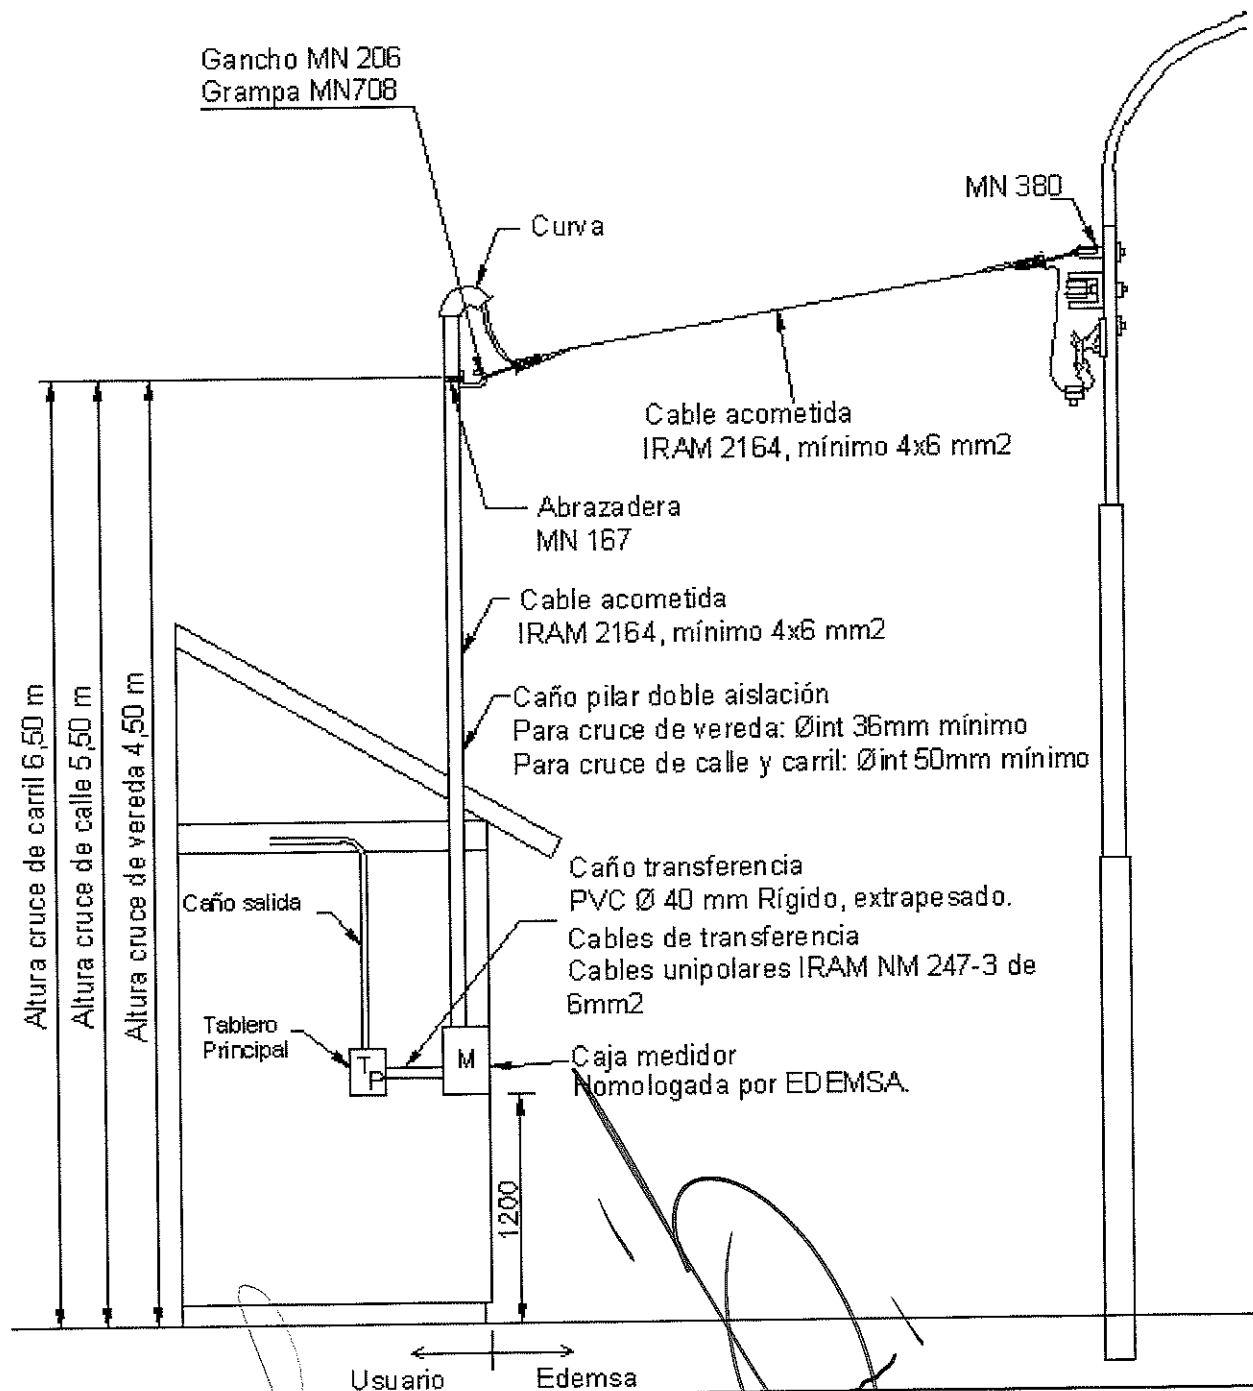 Gancho MN 206
Grampa MN708
MN 380
Curva
Cable acometida
IRAM 2164, mínimo 4x6 mm2
Abrazadera
MN 167
Cable acometida
IRAM 2164, mínimo 4x6 mm2
Caño pilar doble aislación
Para cruce de vereda: Øint 36mm mínimo
Para cruce de calle y carril: Øint 50mm mínimo
Altura cruce de carril 6,50 m
Altura cruce de calle 5,50 m
Altura cruce de vereda 4,50 m
Caño transferencia
PVC Ø 40 mm Rígido, extrapesado.
Caño salida
Cables de transferencia
Cables unipolares IRAM NM 247-3 de
6mm2
Tablero
Principal
T
P
M
Caja medidor
Homologada por EDEMSA.
1200
Usuario
Edemsa